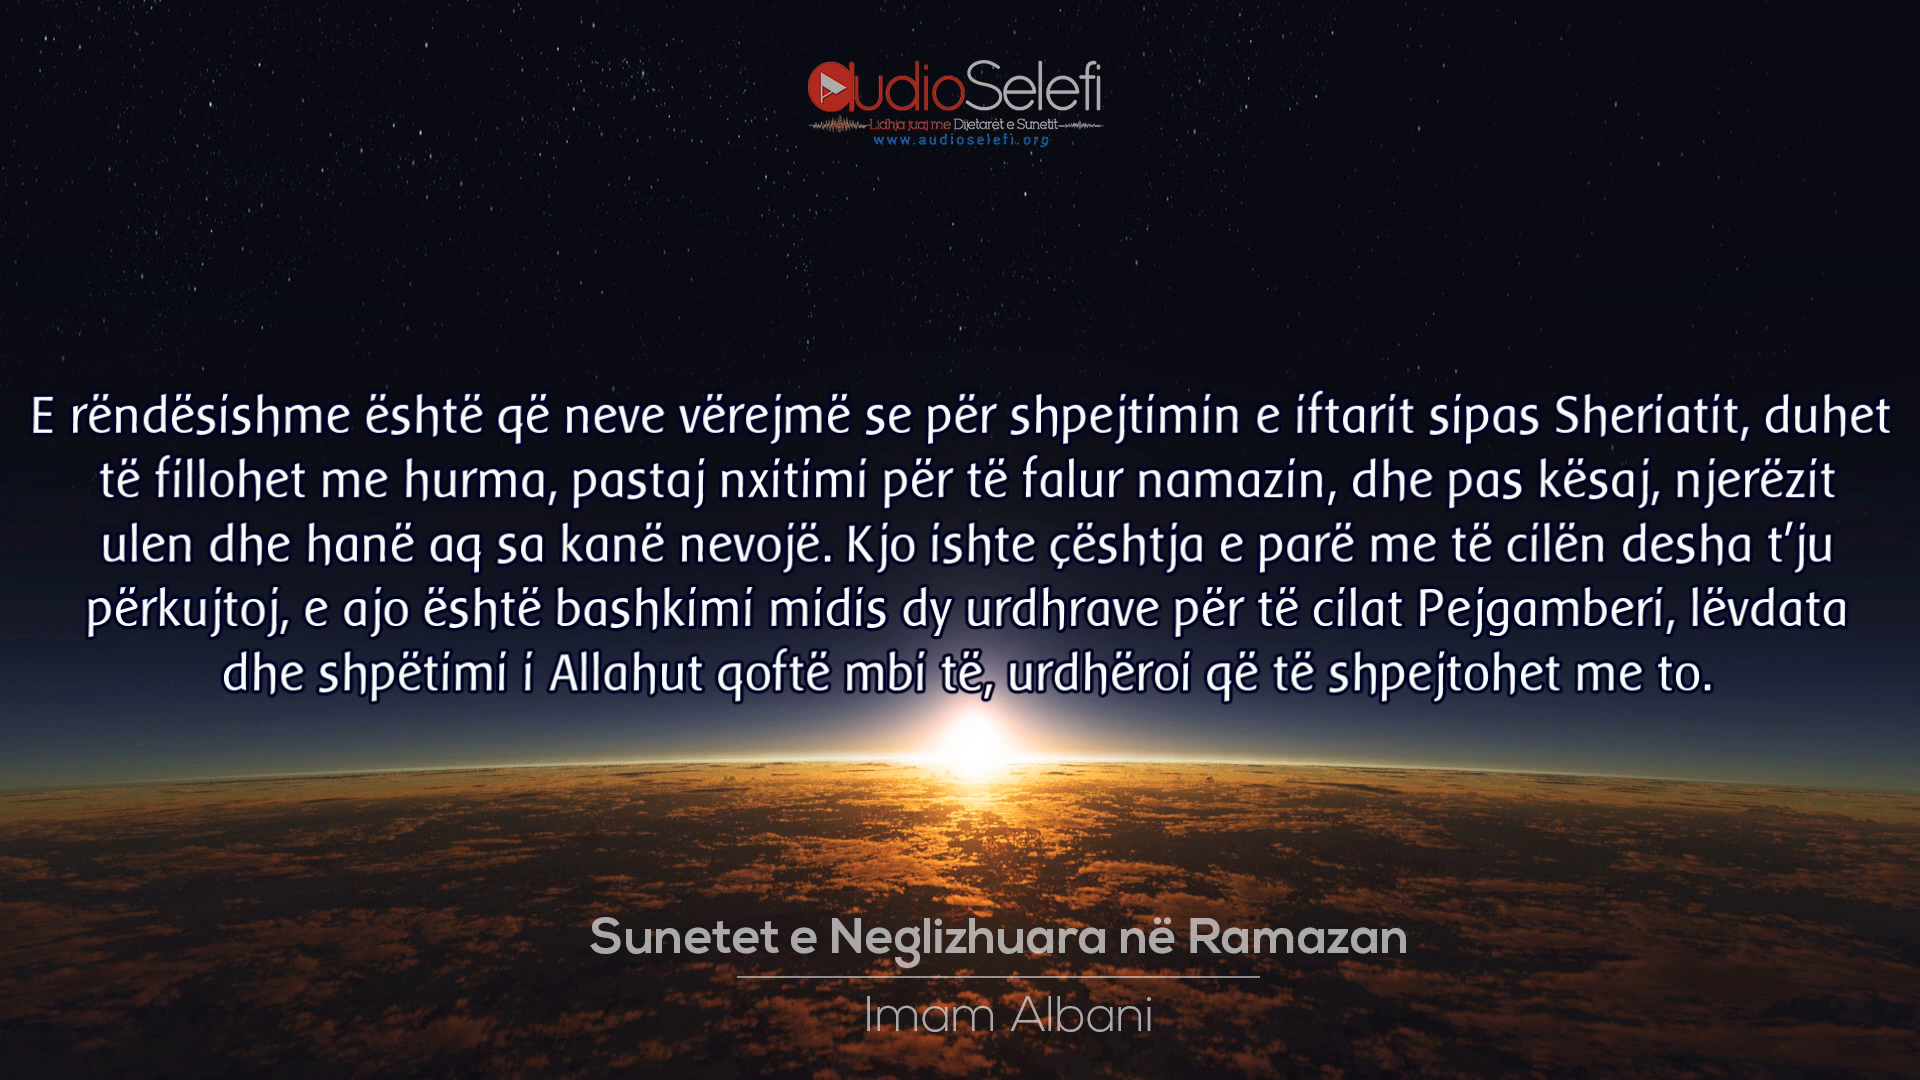 audioSelefi
Lidhja juaj me Dijetarët e Sunetit
www.audioselefi.org
E rëndësishme është që neve vërejmë se për shpejtimin e iftarit sipas Sheriatit, duhet
të fillohet me hurma, pastaj nxitimi për të falur namazin, dhe pas kësaj, njerëzit
ulen dhe hanë aq sa kanë nevojë. Kjo ishte çështja e parë me të cilën desha t’ju
përkujtoj, e ajo është bashkimi midis dy urdhrave për të cilat Pejgamberi, lëvdata
dhe shpëtimi i Allahut qoftë mbi të, urdhëroi që të shpejtohet me to.
Sunetet e Neglizhuara në Ramazan
Imam Albani